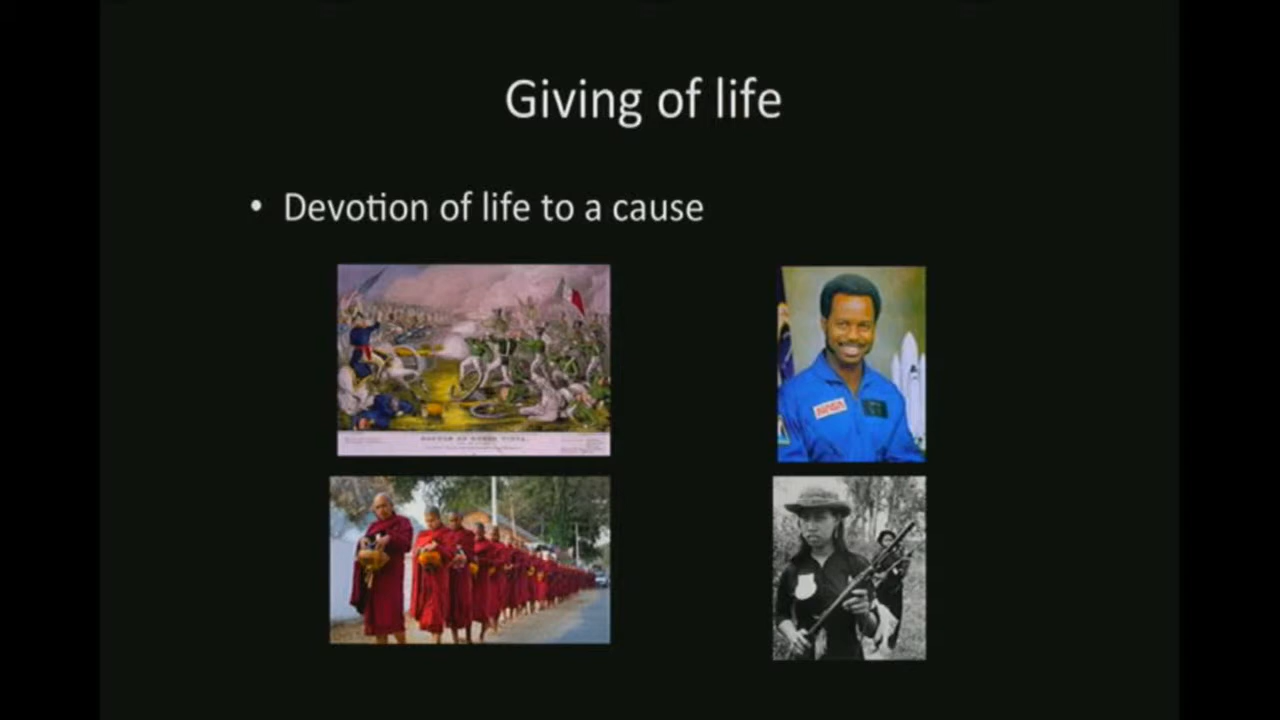 Giving of life
• Devotion of life to a cause
NASA